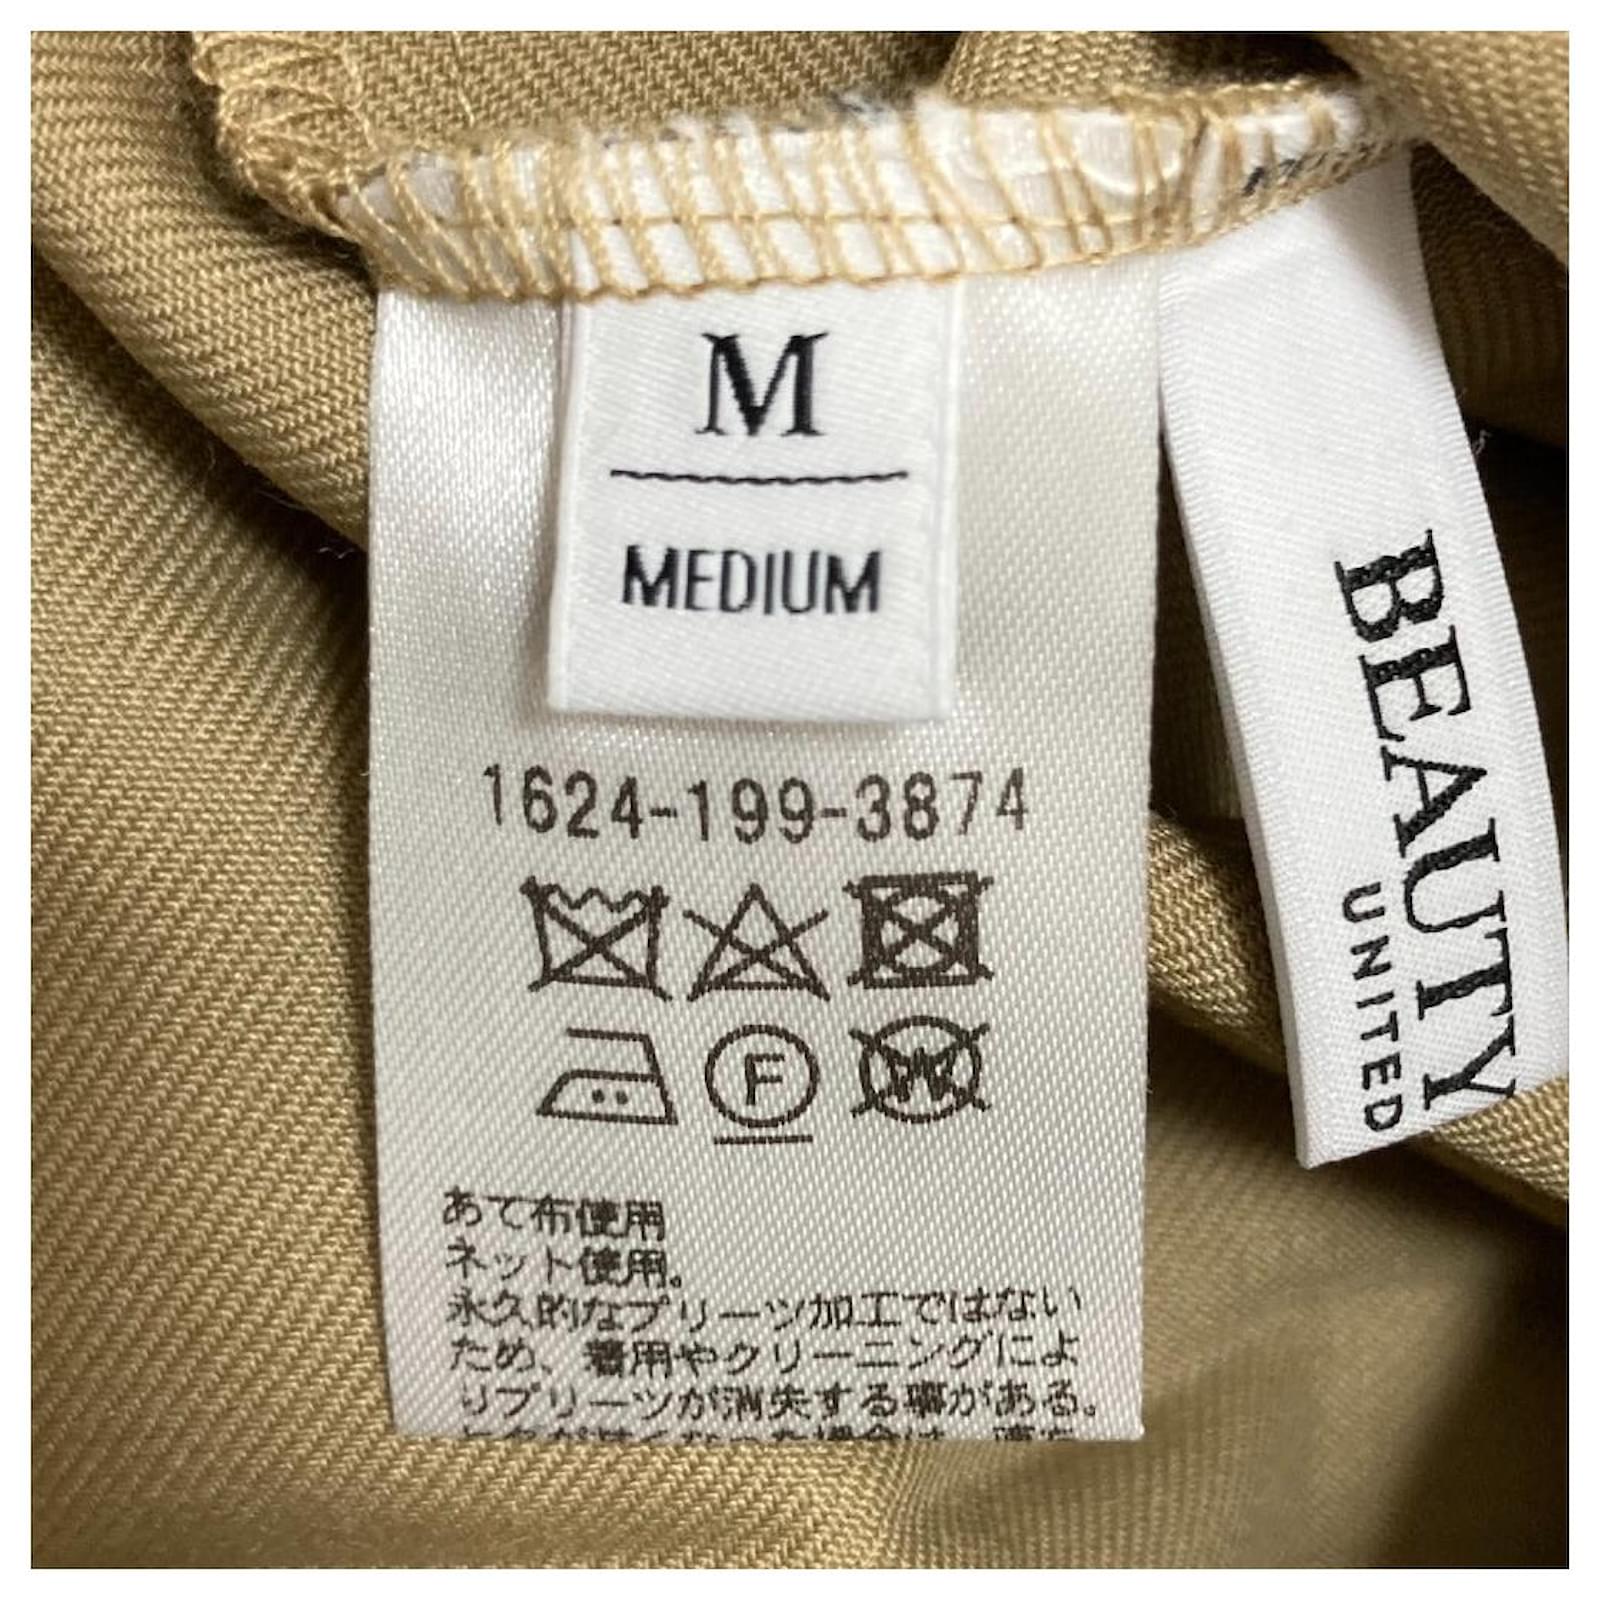 M
MEDIUM
1624-199-3874
F
W
あて布使用
ネット使用。
永久的なプリーツ加工ではない
ため、着用やクリーニングによ
りプリーツが消失する事がある。
BEAUTY
UNITED